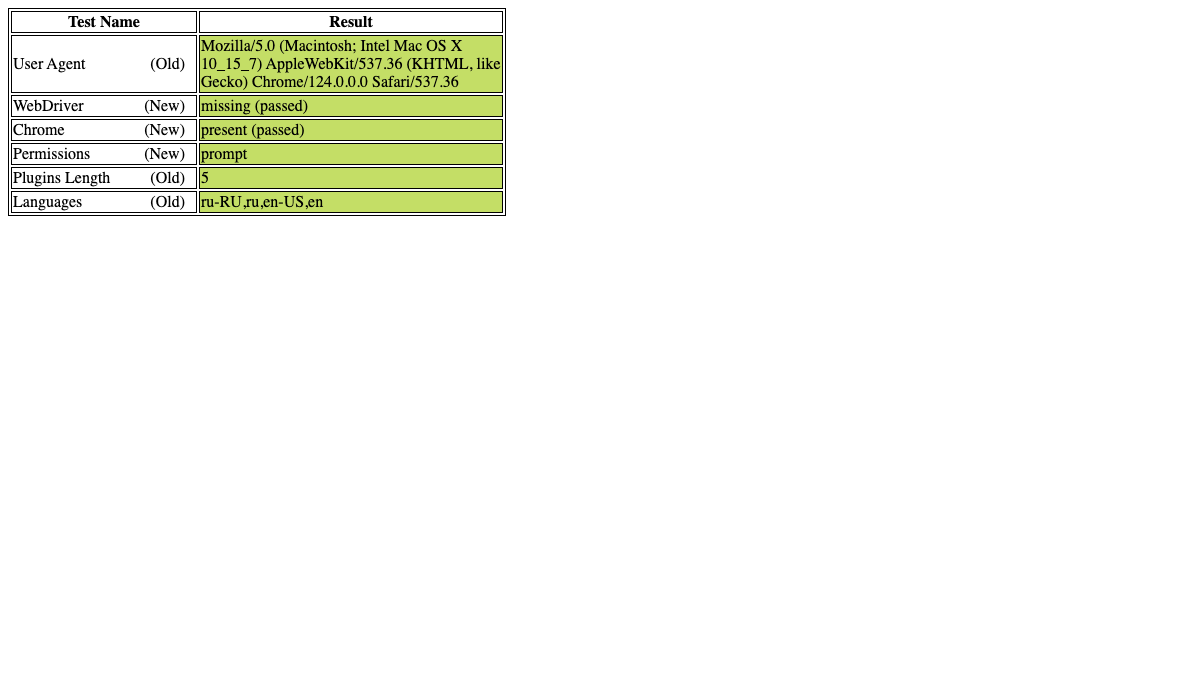 Test Name Result
User Agent (Old) Mozilla/5.0 (Macintosh; Intel Mac OS X
10_15_7) AppleWebKit/537.36 (KHTML, like
Gecko) Chrome/124.0.0.0 Safari/537.36
WebDriver (New) missing (passed)
Chrome (New) present (passed)
Permissions (New) prompt
Plugins Length (Old) 5
Languages (Old) ru-RU,ru,en-US,en